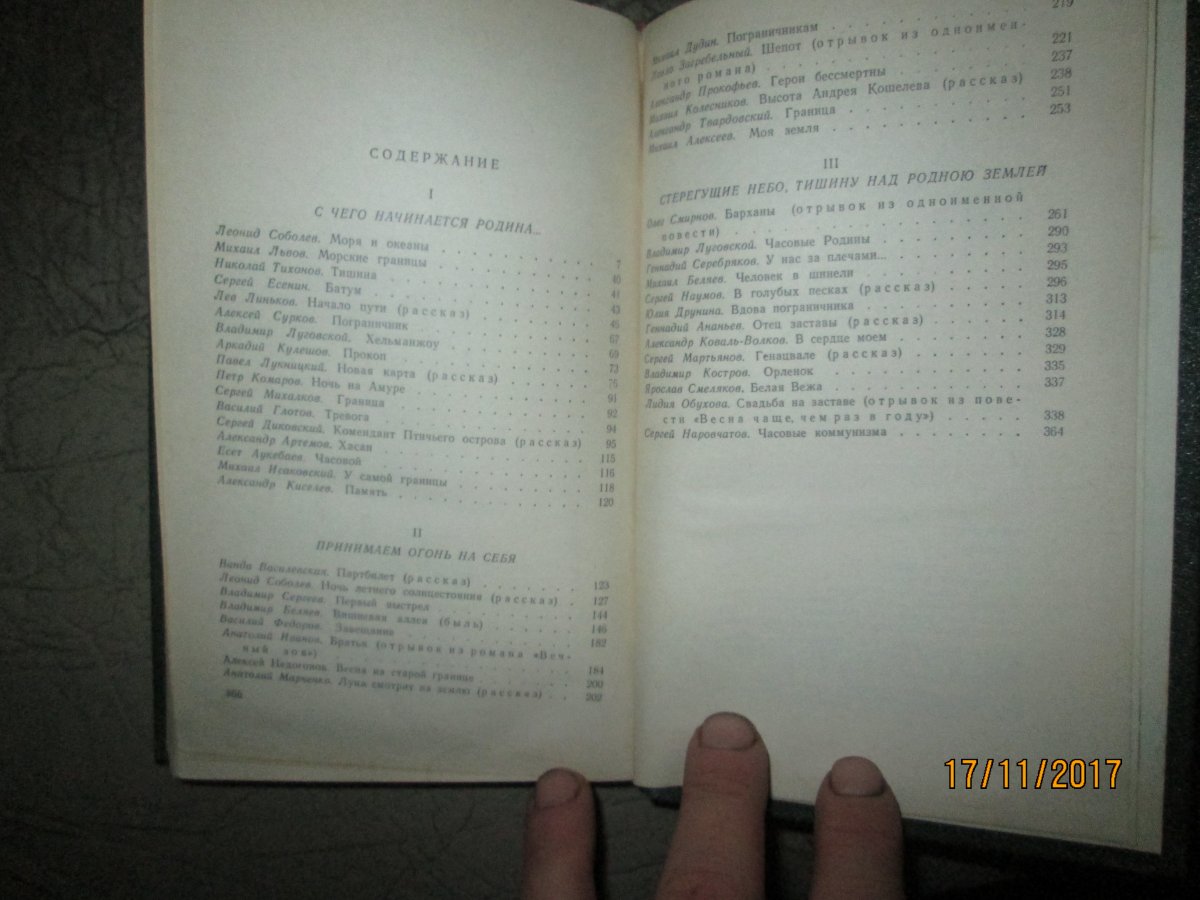 СОДЕРЖАНИЕ
I
С ЧЕГО НАЧИНАЕТСЯ РОДИНА...
Леонид Соболев. Моря и океаны . . . . . . . 7
Михаил Львов. Морские границы . . . . . . . 40
Николай Тихонов. Тишина . . . . . . . 41
Сергей Есенин. Батум . . . . . . . 43
Лев Линьков. Начало пути (рассказ) . . . . . . . 45
Алексей Сурков. Пограничник . . . . . . . 67
Владимир Луговской. Хельманжоу . . . . . . . 69
Аркадий Кулешов. Прокоп . . . . . . . 73
Павел Лукницкий. Новая карта (рассказ) . . . . . . . 76
Петр Комаров. Ночь на Амуре . . . . . . . 91
Сергей Михалков. Граница . . . . . . . 92
Василий Глотов. Тревога . . . . . . . 94
Сергей Диковский. Комендант Птичьего острова (рассказ) 95
Александр Артемов. Хасан . . . . . . . 115
Есет Аукебаев. Часовой . . . . . . . 116
Михаил Исаковский. У самой границы . . . . . . . 118
Александр Киселев. Память . . . . . . . 120
II
ПРИНИМАЕМ ОГОНЬ НА СЕБЯ
Ванда Василевская. Партбилет (рассказ) . . . . . . . 123
Леонид Соболев. Ночь летнего солнцестояния (рассказ) . 127
Владимир Сергеев. Первый выстрел . . . . . . . 144
Владимир Беляев. Вишневая аллея (быль) . . . . . . . 146
Василий Федоров. Завещание . . . . . . . 182
Анатолий Иванов. Братья (отрывок из романа «Веч-
ный зов») . . . . . . . 184
Алексей Недогонов. Весна на старой границе . . . . . . . 200
Анатолий Марченко. Луна смотрит на землю (рассказ) . 202
366
219
Михаил Дудин. Пограничникам . . . . . . .
Павло Загребельный. Шепот (отрывок из одноимен-
ного романа) . . . . . . . 221
Александр Прокофьев. Герои бессмертны . . . . . . . 237
Михаил Колесников. Высота Андрея Кошелева (рассказ) 238
Александр Твардовский. Граница . . . . . . . 251
Михаил Алексеев. Моя земля . . . . . . . 253
III
СТЕРЕГУЩИЕ НЕБО, ТИШИНУ НАД РОДНОЮ ЗЕМЛЕЙ
Олег Смирнов. Барханы (отрывок из одноименной
повести) . . . . . . . 261
Владимир Луговской. Часовые Родины . . . . . . . 290
Геннадий Серебряков. У нас за плечами... . . . . . . . 293
Михаил Беляев. Человек в шинели . . . . . . . 295
Сергей Наумов. В голубых песках (рассказ) . . . . . . . 296
Юлия Друнина. Вдова пограничника . . . . . . . 313
Геннадий Ананьев. Отец заставы (рассказ) . . . . . . . 314
Александр Коваль-Волков. В сердце моем . . . . . . . 328
Сергей Мартьянов. Генацвале (рассказ) . . . . . . . 329
Владимир Костров. Орленок . . . . . . . 335
Ярослав Смеляков. Белая Вежа . . . . . . . 337
Лидия Обухова. Свадьба на заставе (отрывок из пове-
сти «Весна чаще, чем раз в году») . . . . . . . 338
Сергей Наровчатов. Часовые коммунизма . . . . . . . 364
17/11/2017